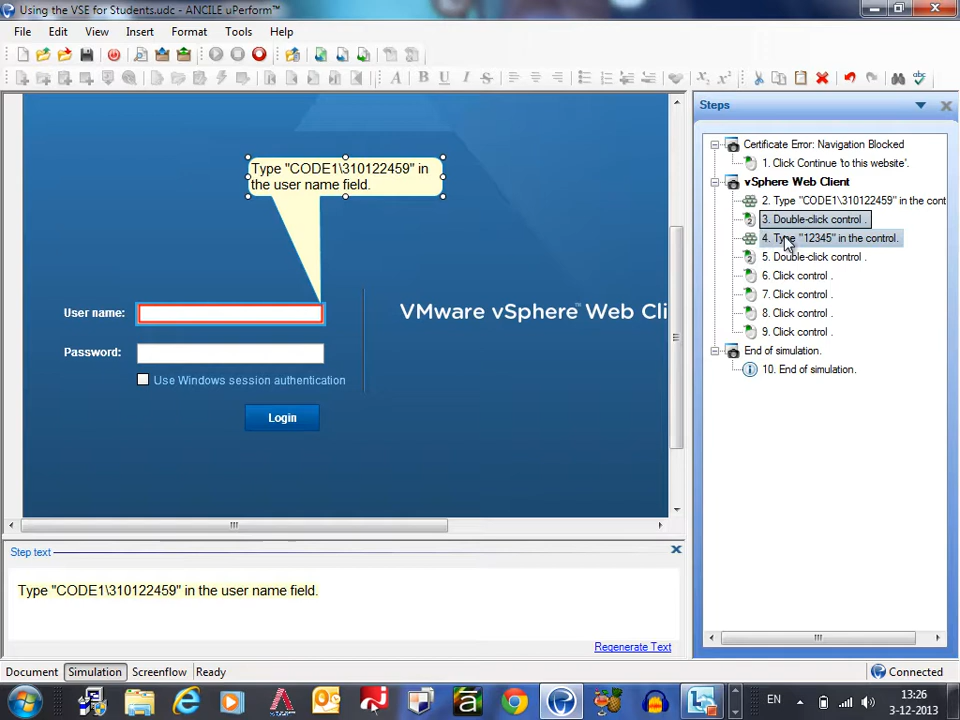 Using the VSE for Students.udc - ANCILE uPerform™
File Edit View Insert Format Tools Help
Steps
Certificate Error: Navigation Blocked
1. Click Continue 'to this website'.
vSphere Web Client
2. Type "CODE1\310122459" in the cont
3. Double-click control .
4. Type "12345" in the control.
5. Double-click control .
6. Click control .
7. Click control .
8. Click control .
9. Click control .
End of simulation.
10. End of simulation.
Type "CODE1\310122459" in
the user name field.
User name:
VMware vSphere™ Web Cli
Password:
Use Windows session authentication
Login
Step text
Type "CODE1\310122459" in the user name field.
Regenerate Text
Document Simulation Screenflow Ready
Connected
EN
13:26
3-12-2013